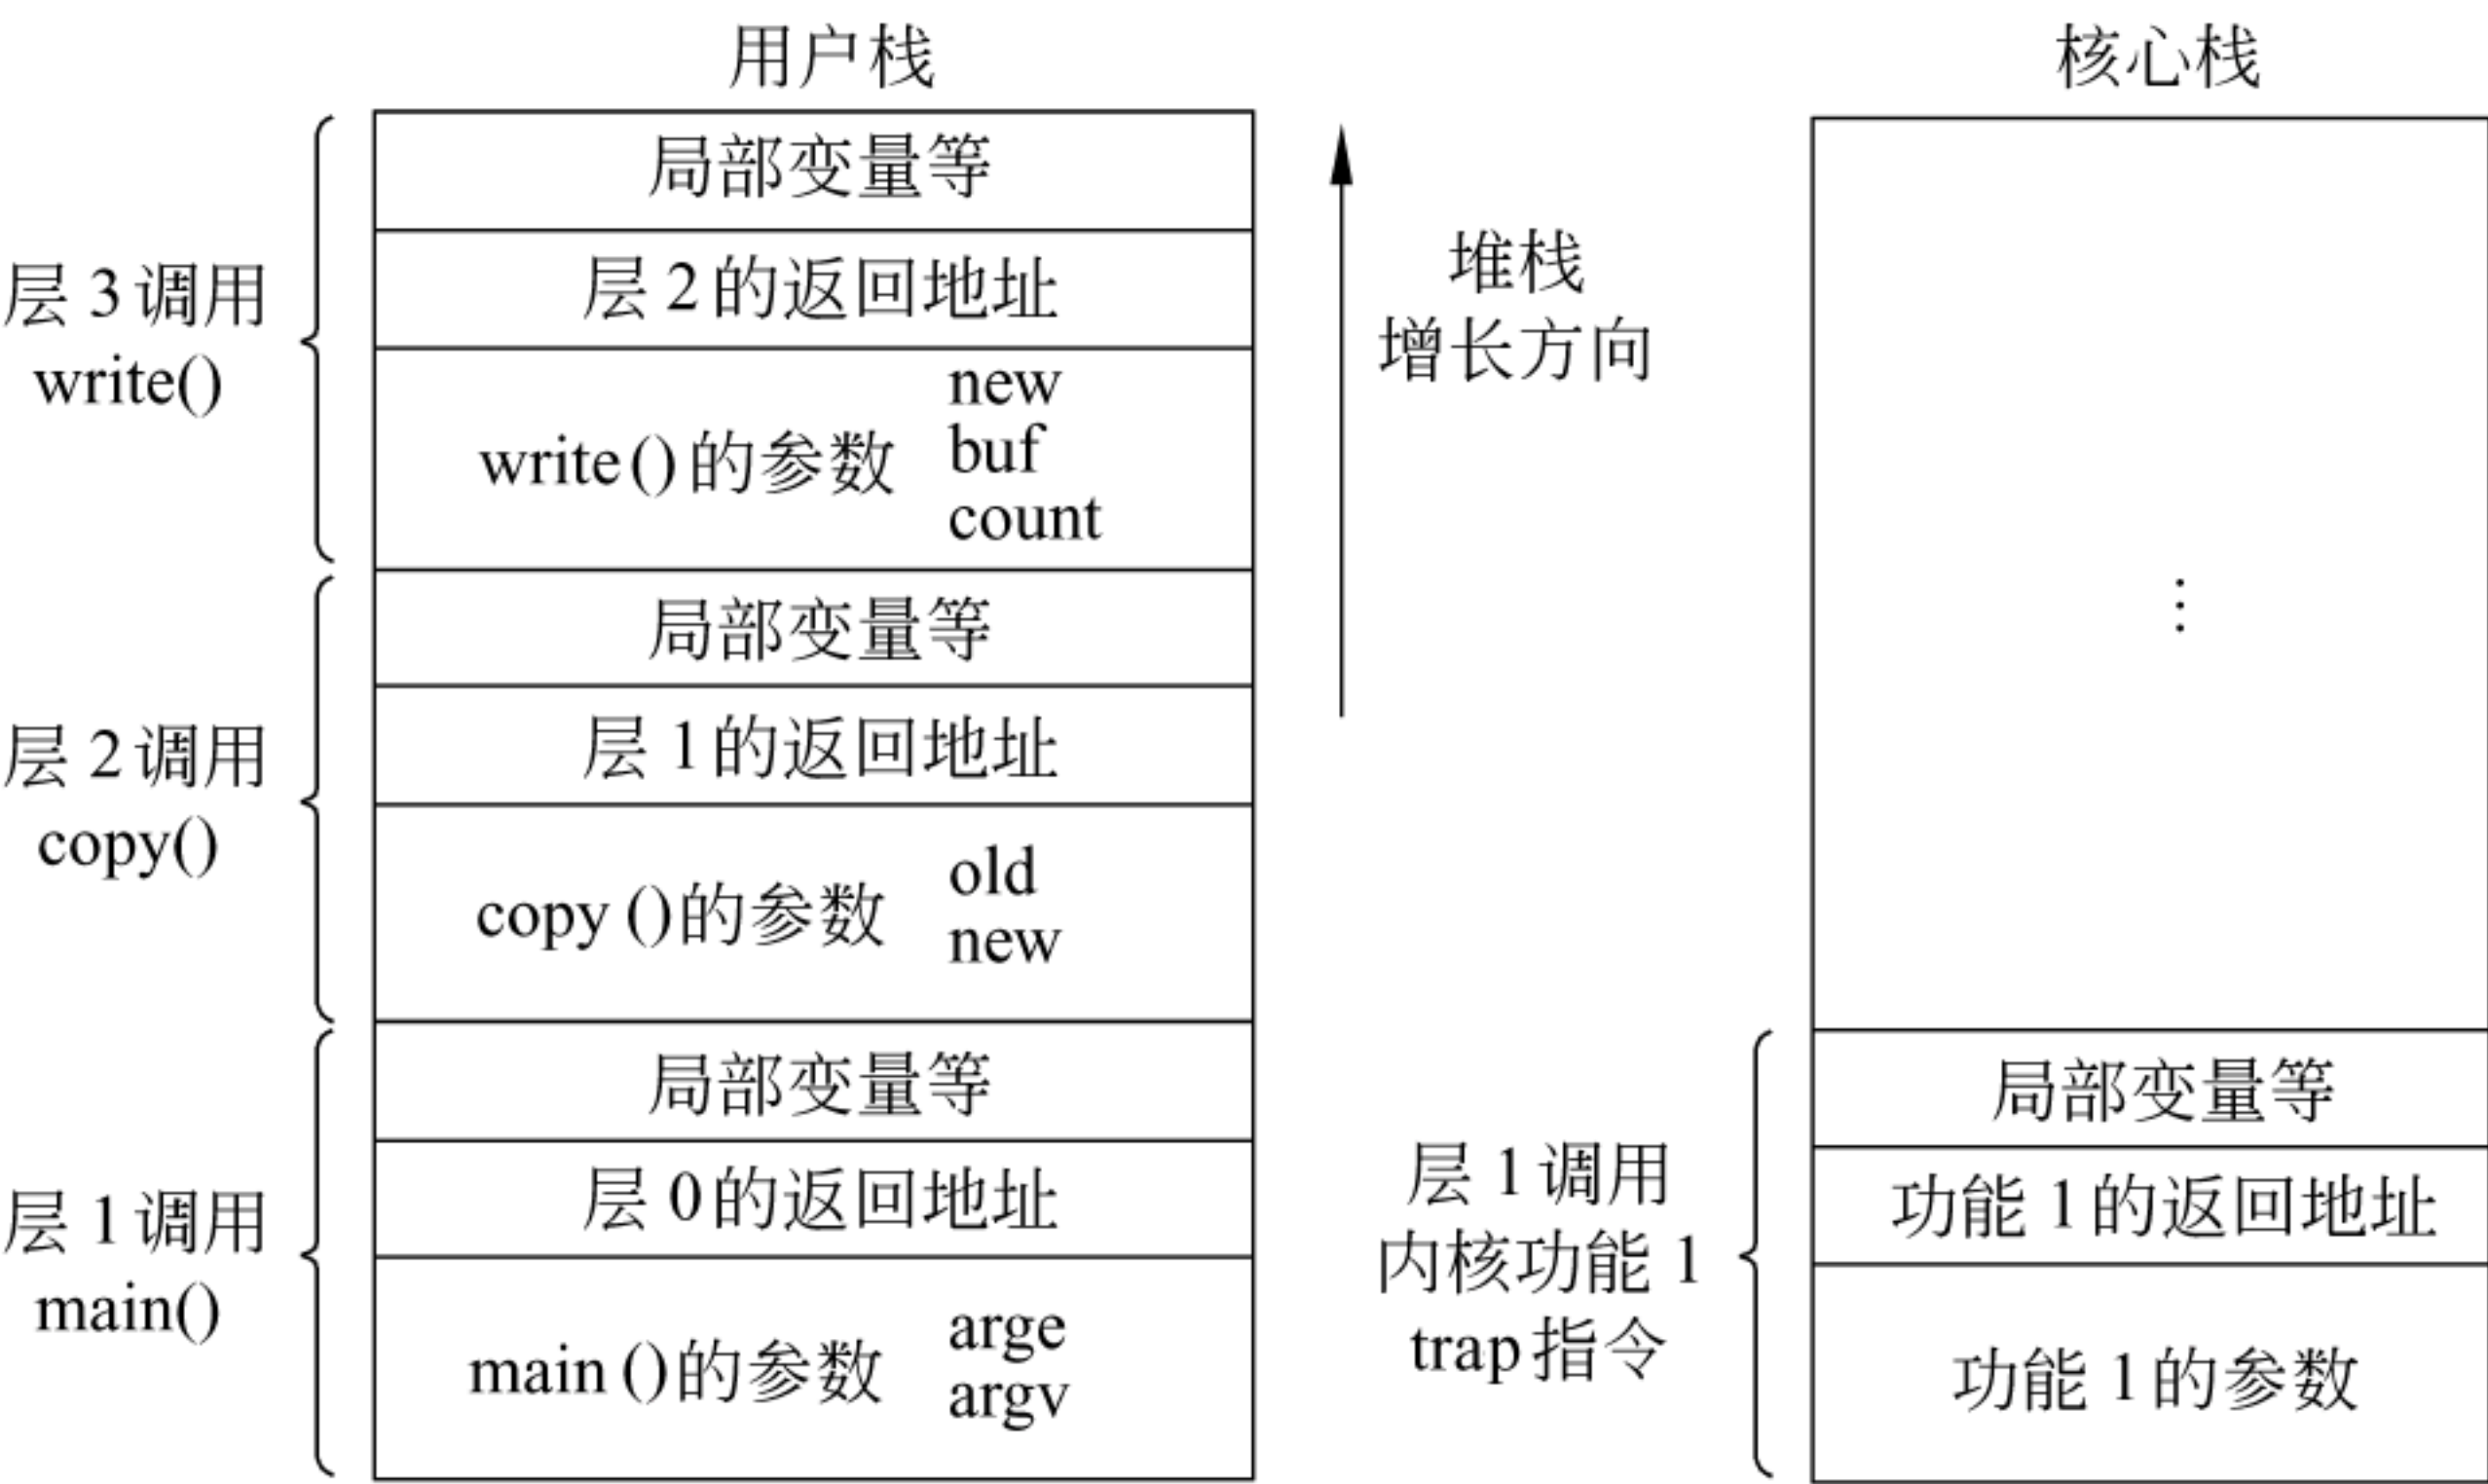 用户栈
核心栈
局部变量等
层 2 的返回地址
层 3 调用
write()
write ()的参数
new
buf
count
堆栈
增长方向
⋮
局部变量等
层 1 的返回地址
层 2 调用
copy()
copy ()的参数
old
new
局部变量等
层 0 的返回地址
层 1 调用
main()
main ()的参数
arge
argv
层 1 调用
内核功能 1
trap 指令
局部变量等
功能 1 的返回地址
功能 1 的参数